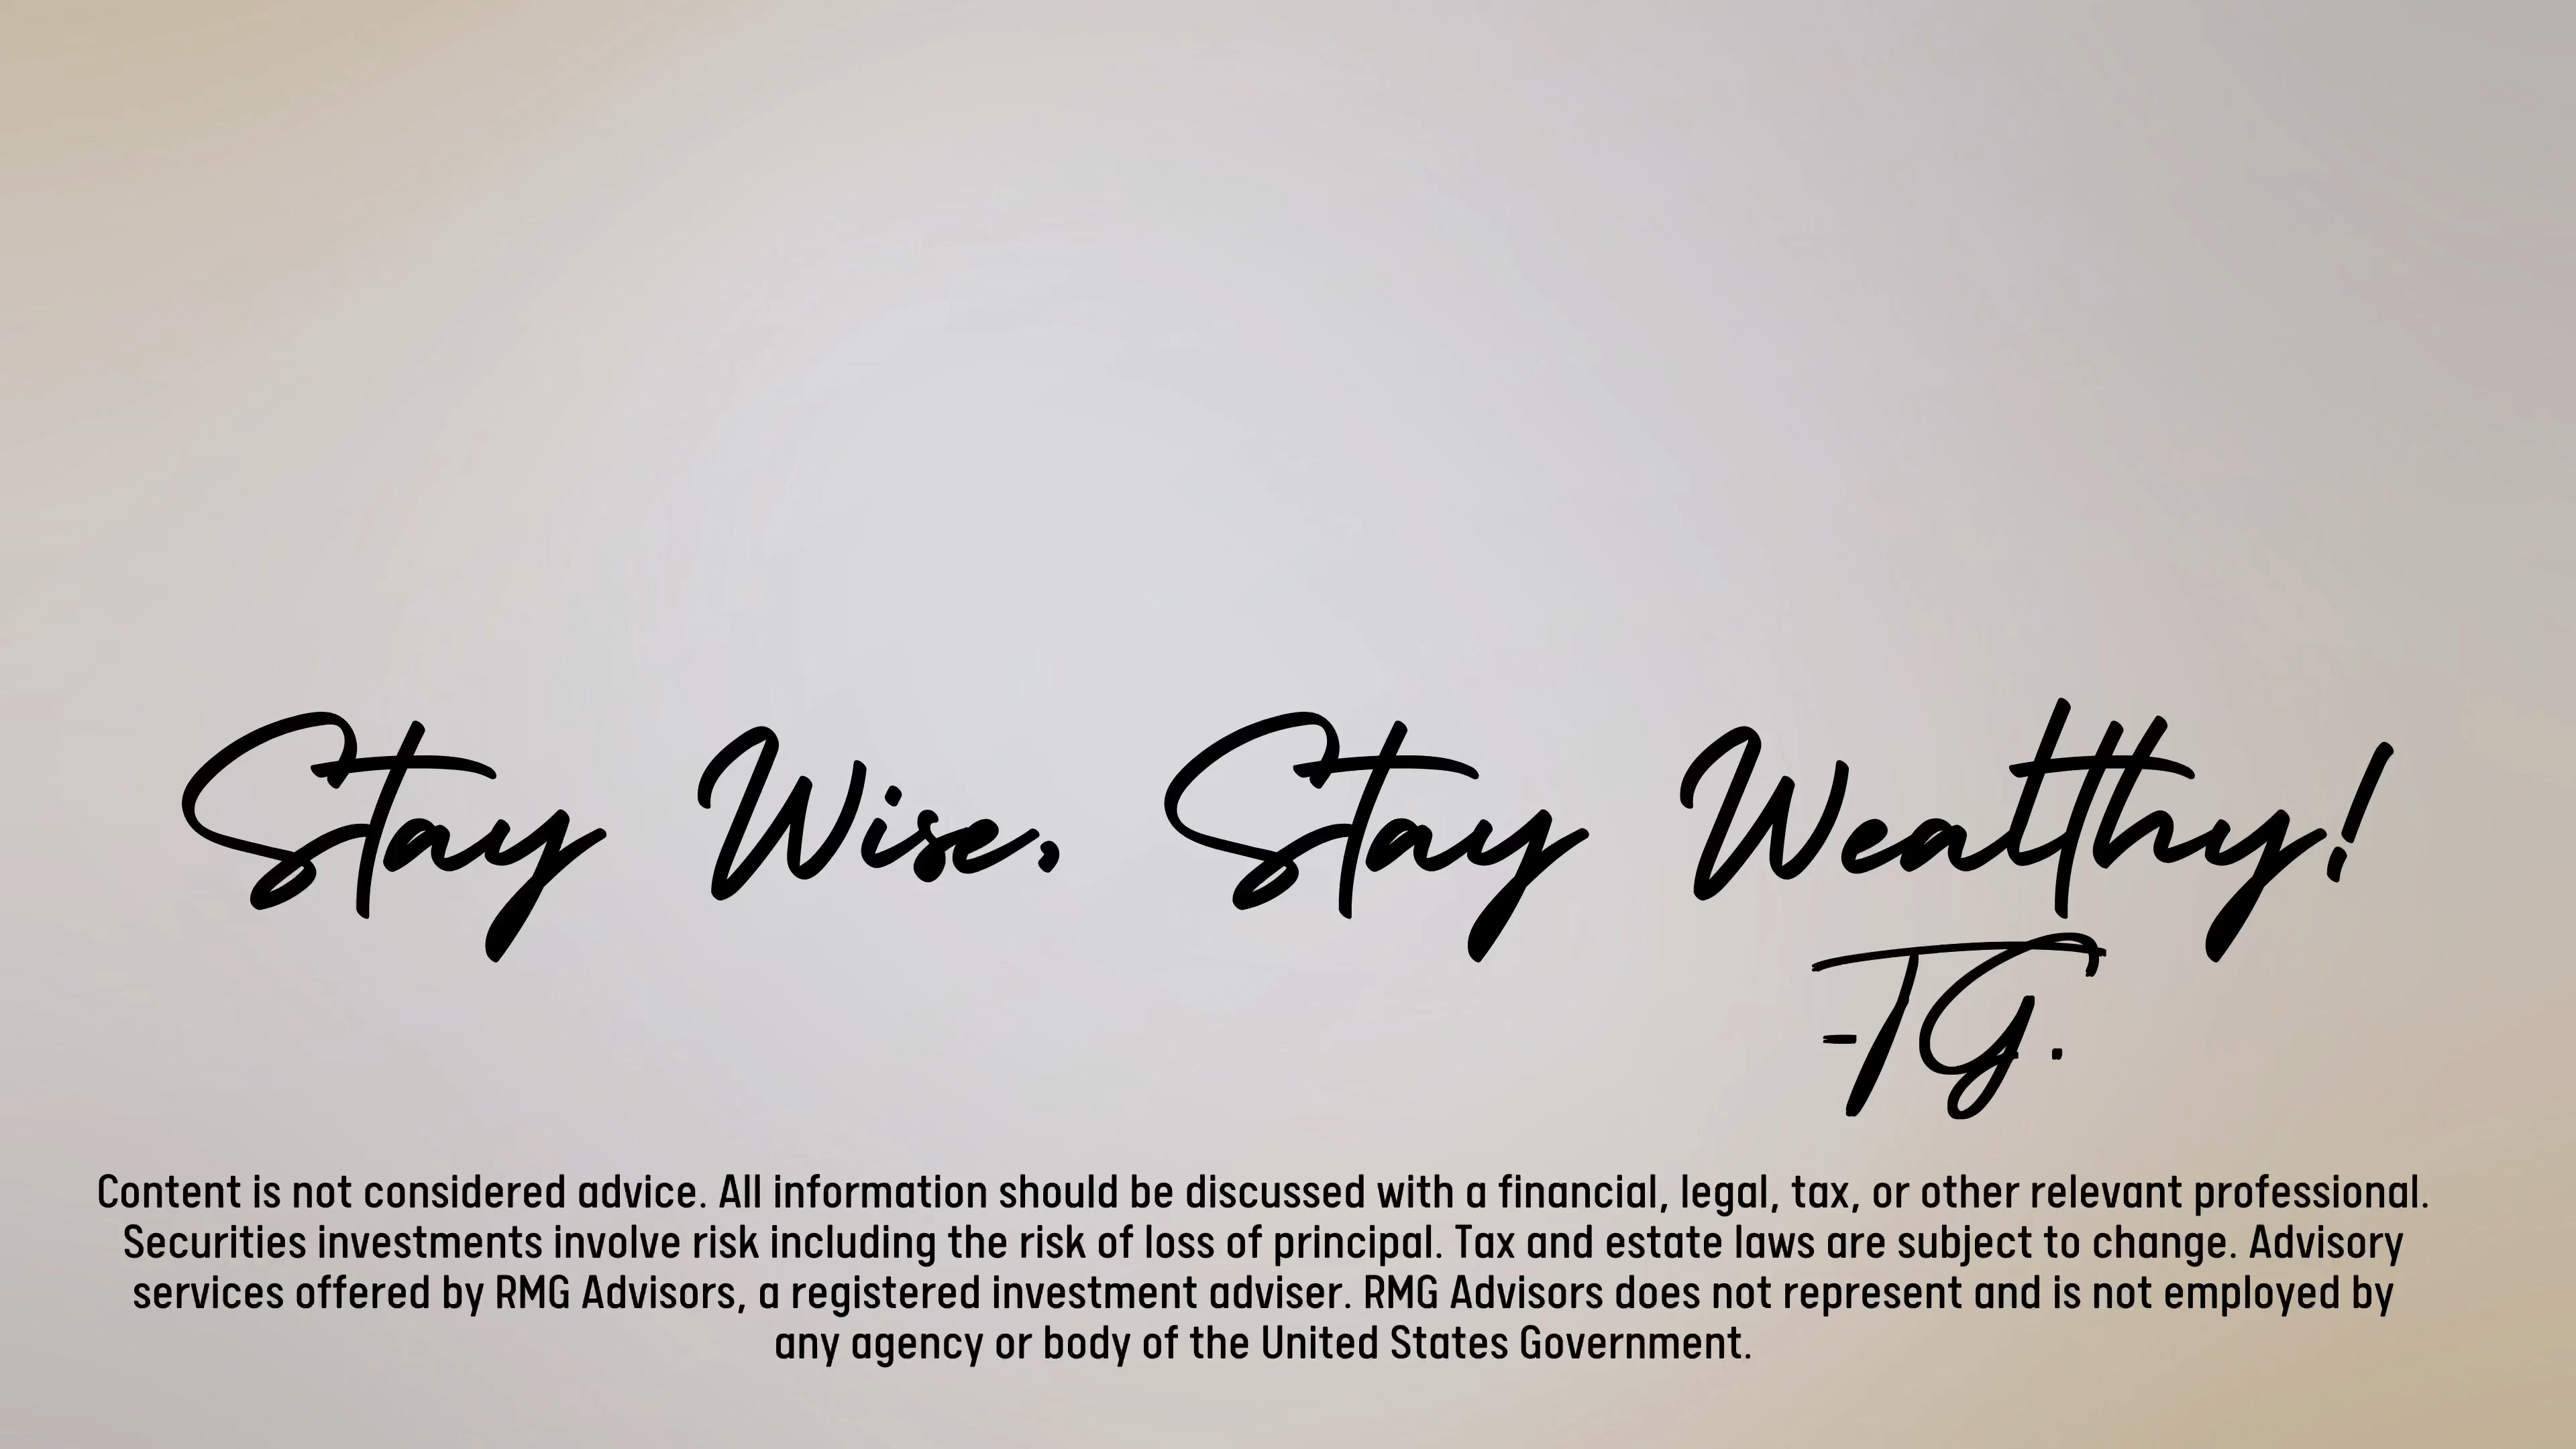 Stay Wise, Stay Wealthy!
-TG.
Content is not considered advice. All information should be discussed with a financial, legal, tax, or other relevant professional.
Securities investments involve risk including the risk of loss of principal. Tax and estate laws are subject to change. Advisory
services offered by RMG Advisors, a registered investment adviser. RMG Advisors does not represent and is not employed by
any agency or body of the United States Government.